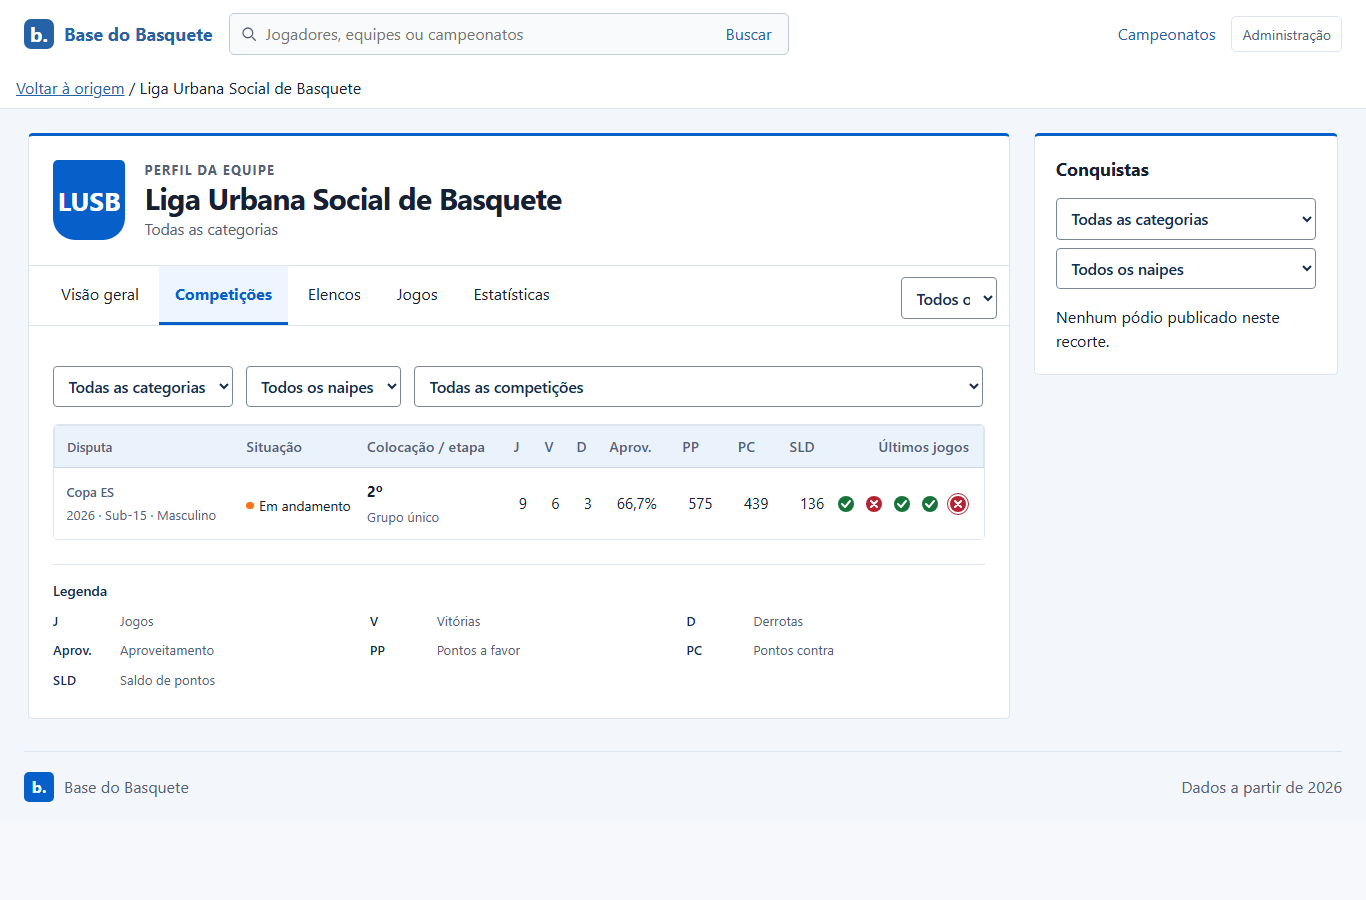 b. Base do Basquete
Jogadores, equipes ou campeonatos
Buscar
Campeonatos
Administração
Voltar à origem / Liga Urbana Social de Basquete
LUSB
PERFIL DA EQUIPE
Liga Urbana Social de Basquete
Todas as categorias
Visão geral
Competições
Elencos
Jogos
Estatísticas
Todos o
Todas as categorias
Todos os naipes
Todas as competições
Disputa Situação Colocação / etapa J V D Aprov. PP PC SLD Últimos jogos
Copa ES
2026 · Sub-15 · Masculino
Em andamento
2º
Grupo único
9 6 3 66,7% 575 439 136
Legenda
J Jogos V Vitórias D Derrotas
Aprov. Aproveitamento PP Pontos a favor PC Pontos contra
SLD Saldo de pontos
Conquistas
Todas as categorias
Todos os naipes
Nenhum pódio publicado neste
recorte.
b. Base do Basquete
Dados a partir de 2026